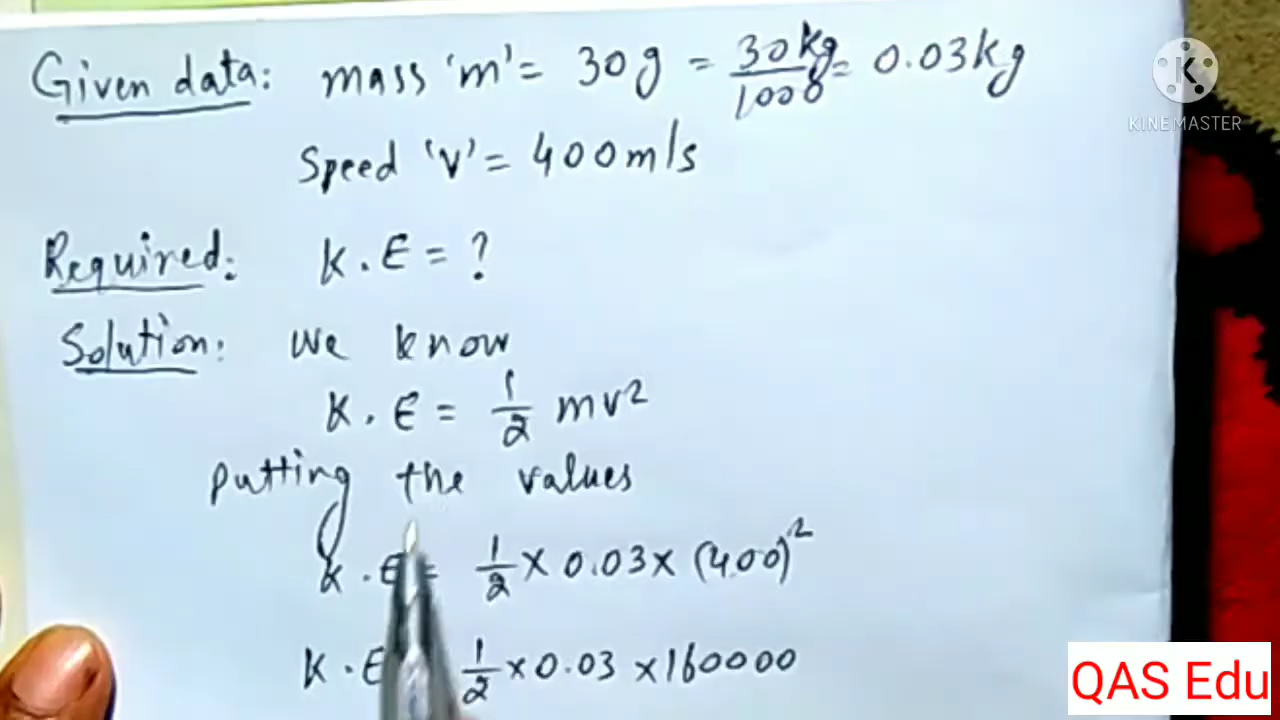 Given data: mass 'm' = 30g = 30kg/1000 = 0.03kg
Speed 'v' = 400m/s
Required: K.E = ?
Solution: We know
K.E = 1/2 mv²
Putting the values
K.E = 1/2 × 0.03 × (400)²
K.E 1/2 × 0.03 × 160000
K
KINEMASTER
QAS Edu